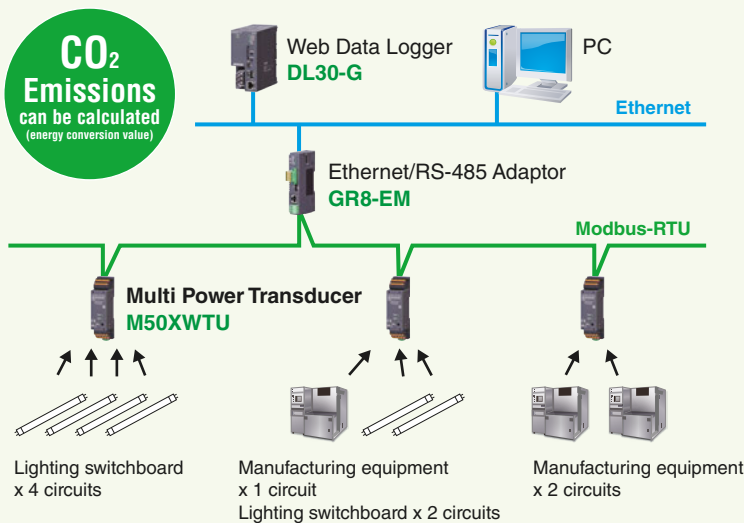 CO₂
Emissions
can be calculated
(energy conversion value)
Web Data Logger
DL30-G
PC
Ethernet
Ethernet/RS-485 Adaptor
GR8-EM
Modbus-RTU
Multi Power Transducer
M50XWTU
Lighting switchboard
x 4 circuits
Manufacturing equipment
x 1 circuit
Lighting switchboard x 2 circuits
Manufacturing equipment
x 2 circuits